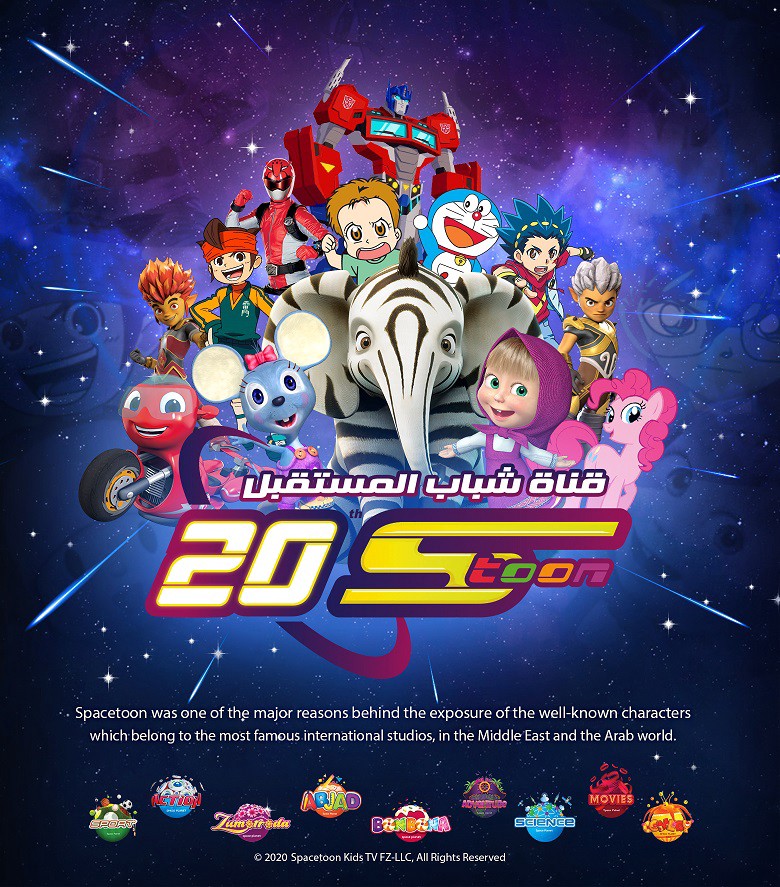 قناة شباب المستقبل
20th Stoon
Spacetoon was one of the major reasons behind the exposure of the well-known characters
which belong to the most famous international studios, in the Middle East and the Arab world.
SPORT
ACTION
Zumorroda
ABJAD
BONBONA
ADVENTURE
SCIENCE
MOVIES
© 2020 Spacetoon Kids TV FZ-LLC, All Rights Reserved